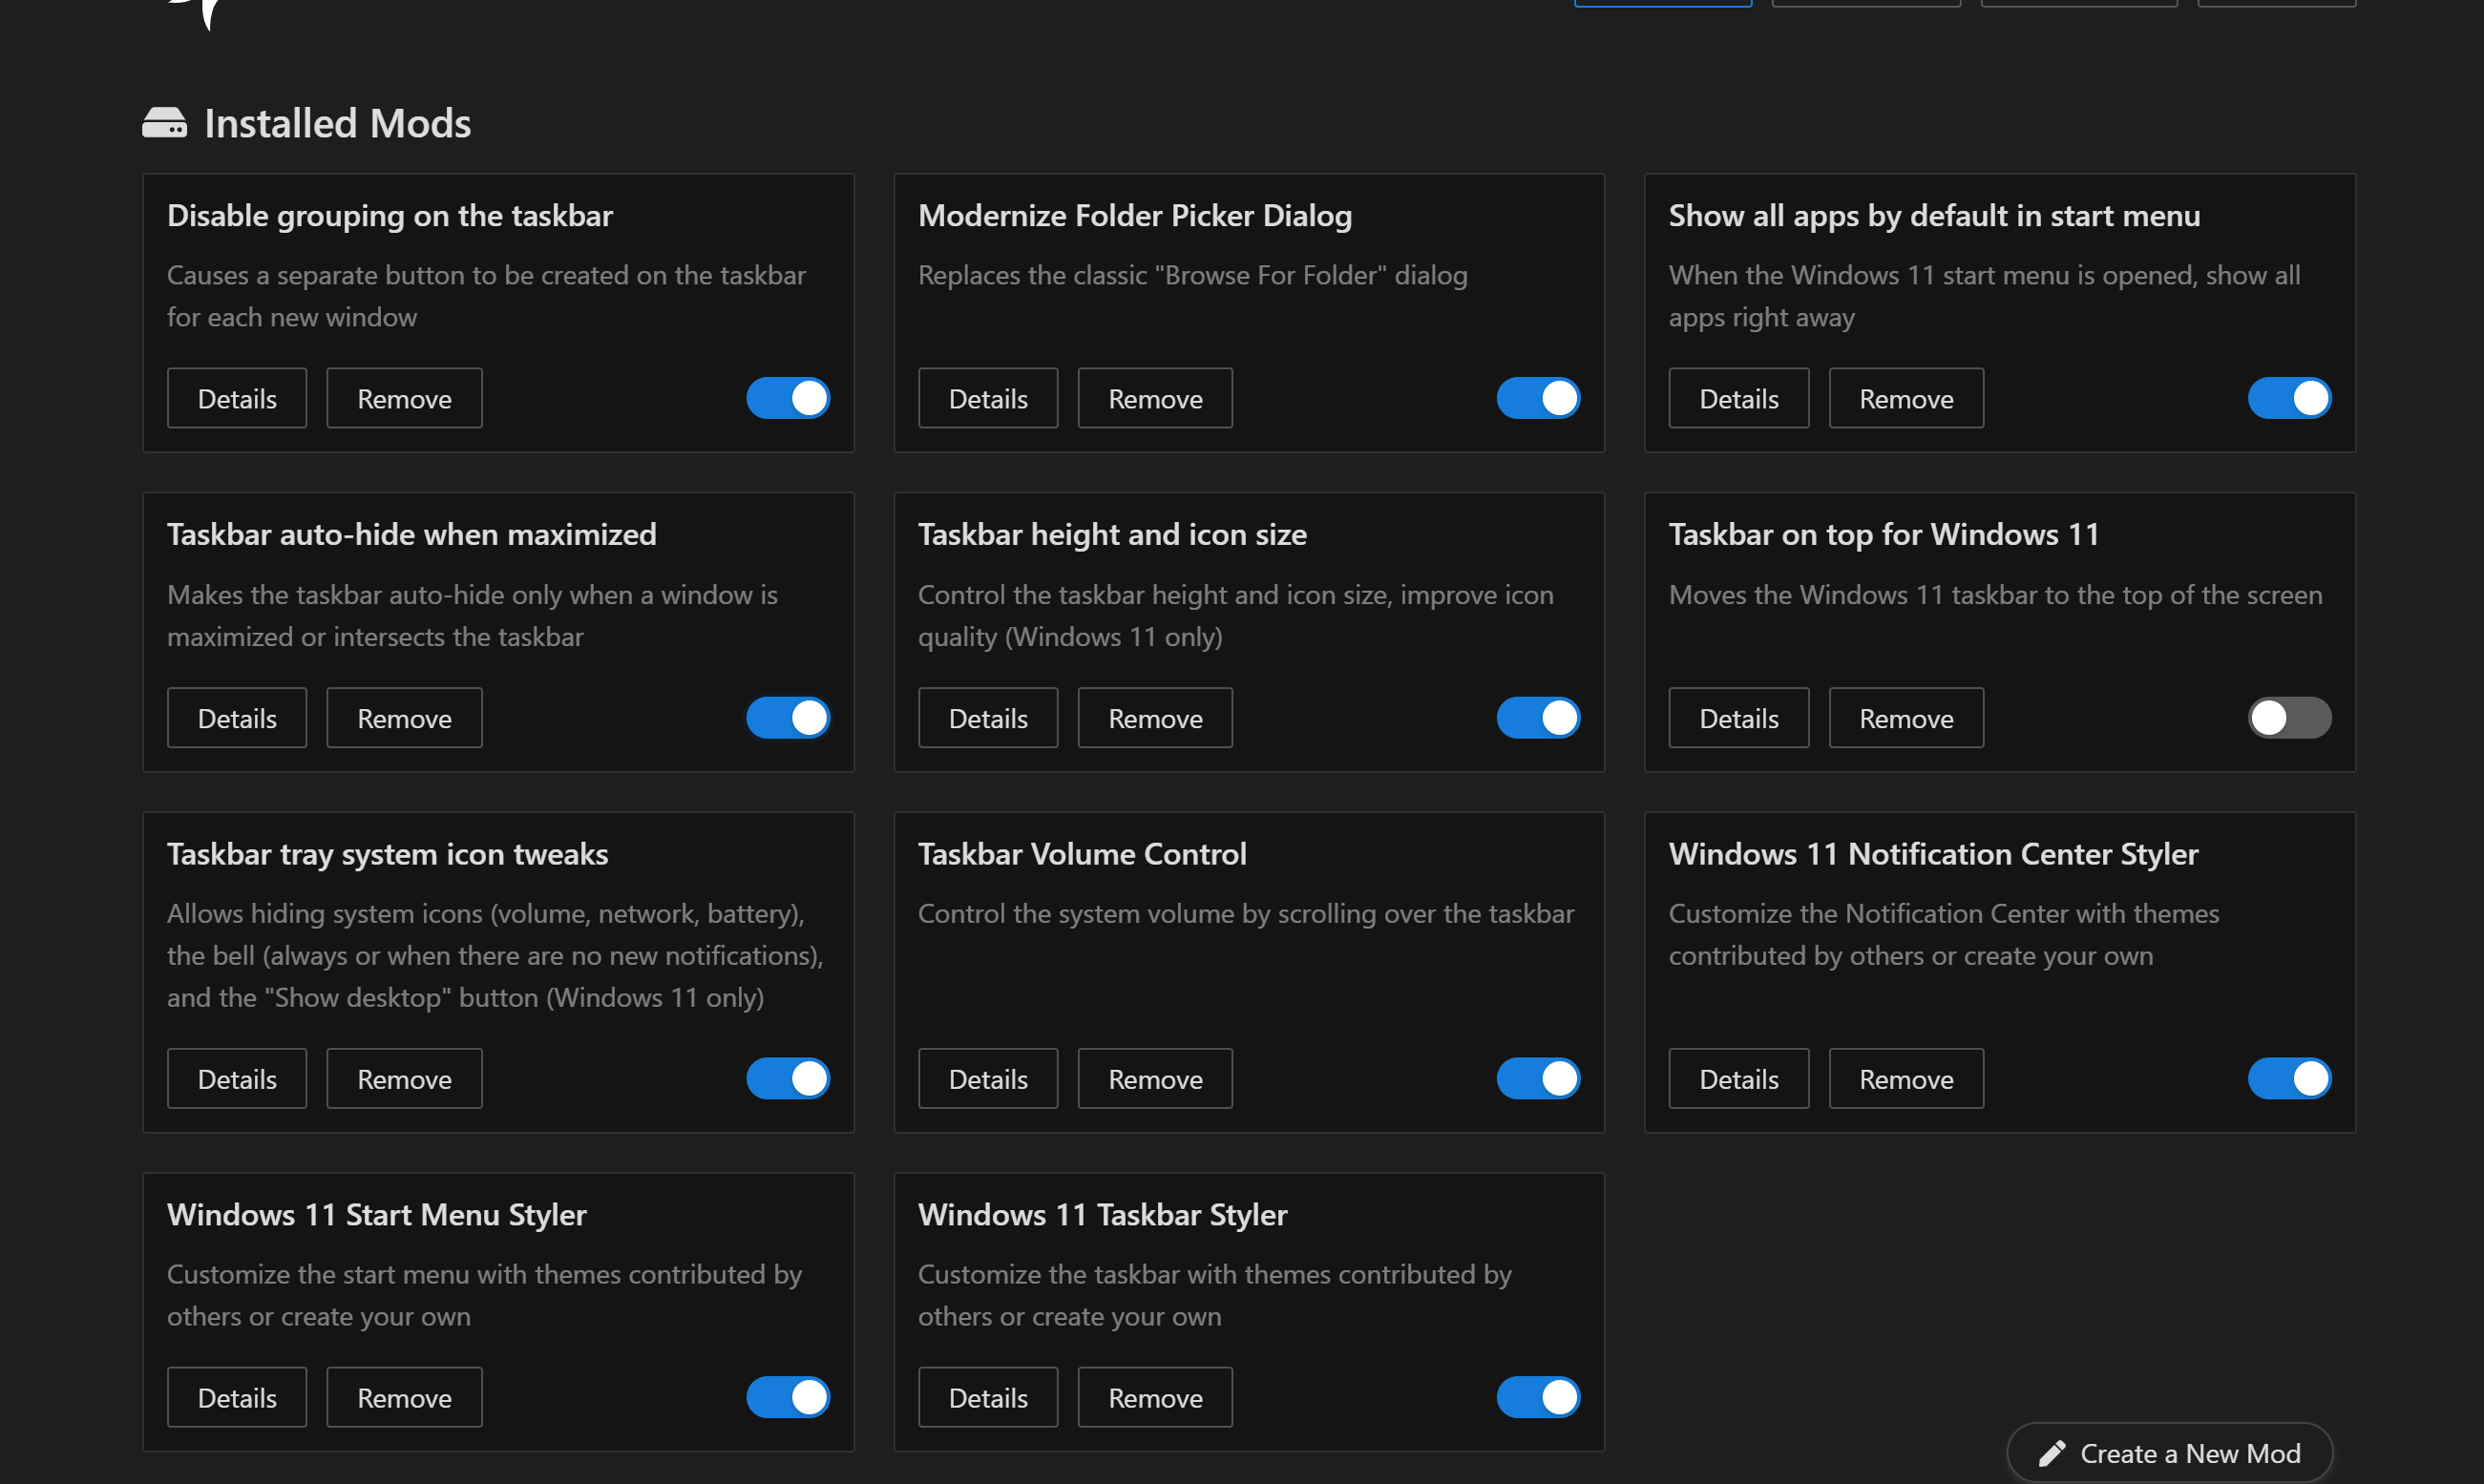 Installed Mods
Disable grouping on the taskbar
Causes a separate button to be created on the taskbar
for each new window
Details
Remove
Modernize Folder Picker Dialog
Replaces the classic "Browse For Folder" dialog
Details
Remove
Show all apps by default in start menu
When the Windows 11 start menu is opened, show all
apps right away
Details
Remove
Taskbar auto-hide when maximized
Makes the taskbar auto-hide only when a window is
maximized or intersects the taskbar
Details
Remove
Taskbar height and icon size
Control the taskbar height and icon size, improve icon
quality (Windows 11 only)
Details
Remove
Taskbar on top for Windows 11
Moves the Windows 11 taskbar to the top of the screen
Details
Remove
Taskbar tray system icon tweaks
Allows hiding system icons (volume, network, battery),
the bell (always or when there are no new notifications),
and the "Show desktop" button (Windows 11 only)
Details
Remove
Taskbar Volume Control
Control the system volume by scrolling over the taskbar
Details
Remove
Windows 11 Notification Center Styler
Customize the Notification Center with themes
contributed by others or create your own
Details
Remove
Windows 11 Start Menu Styler
Customize the start menu with themes contributed by
others or create your own
Details
Remove
Windows 11 Taskbar Styler
Customize the taskbar with themes contributed by
others or create your own
Details
Remove
Create a New Mod